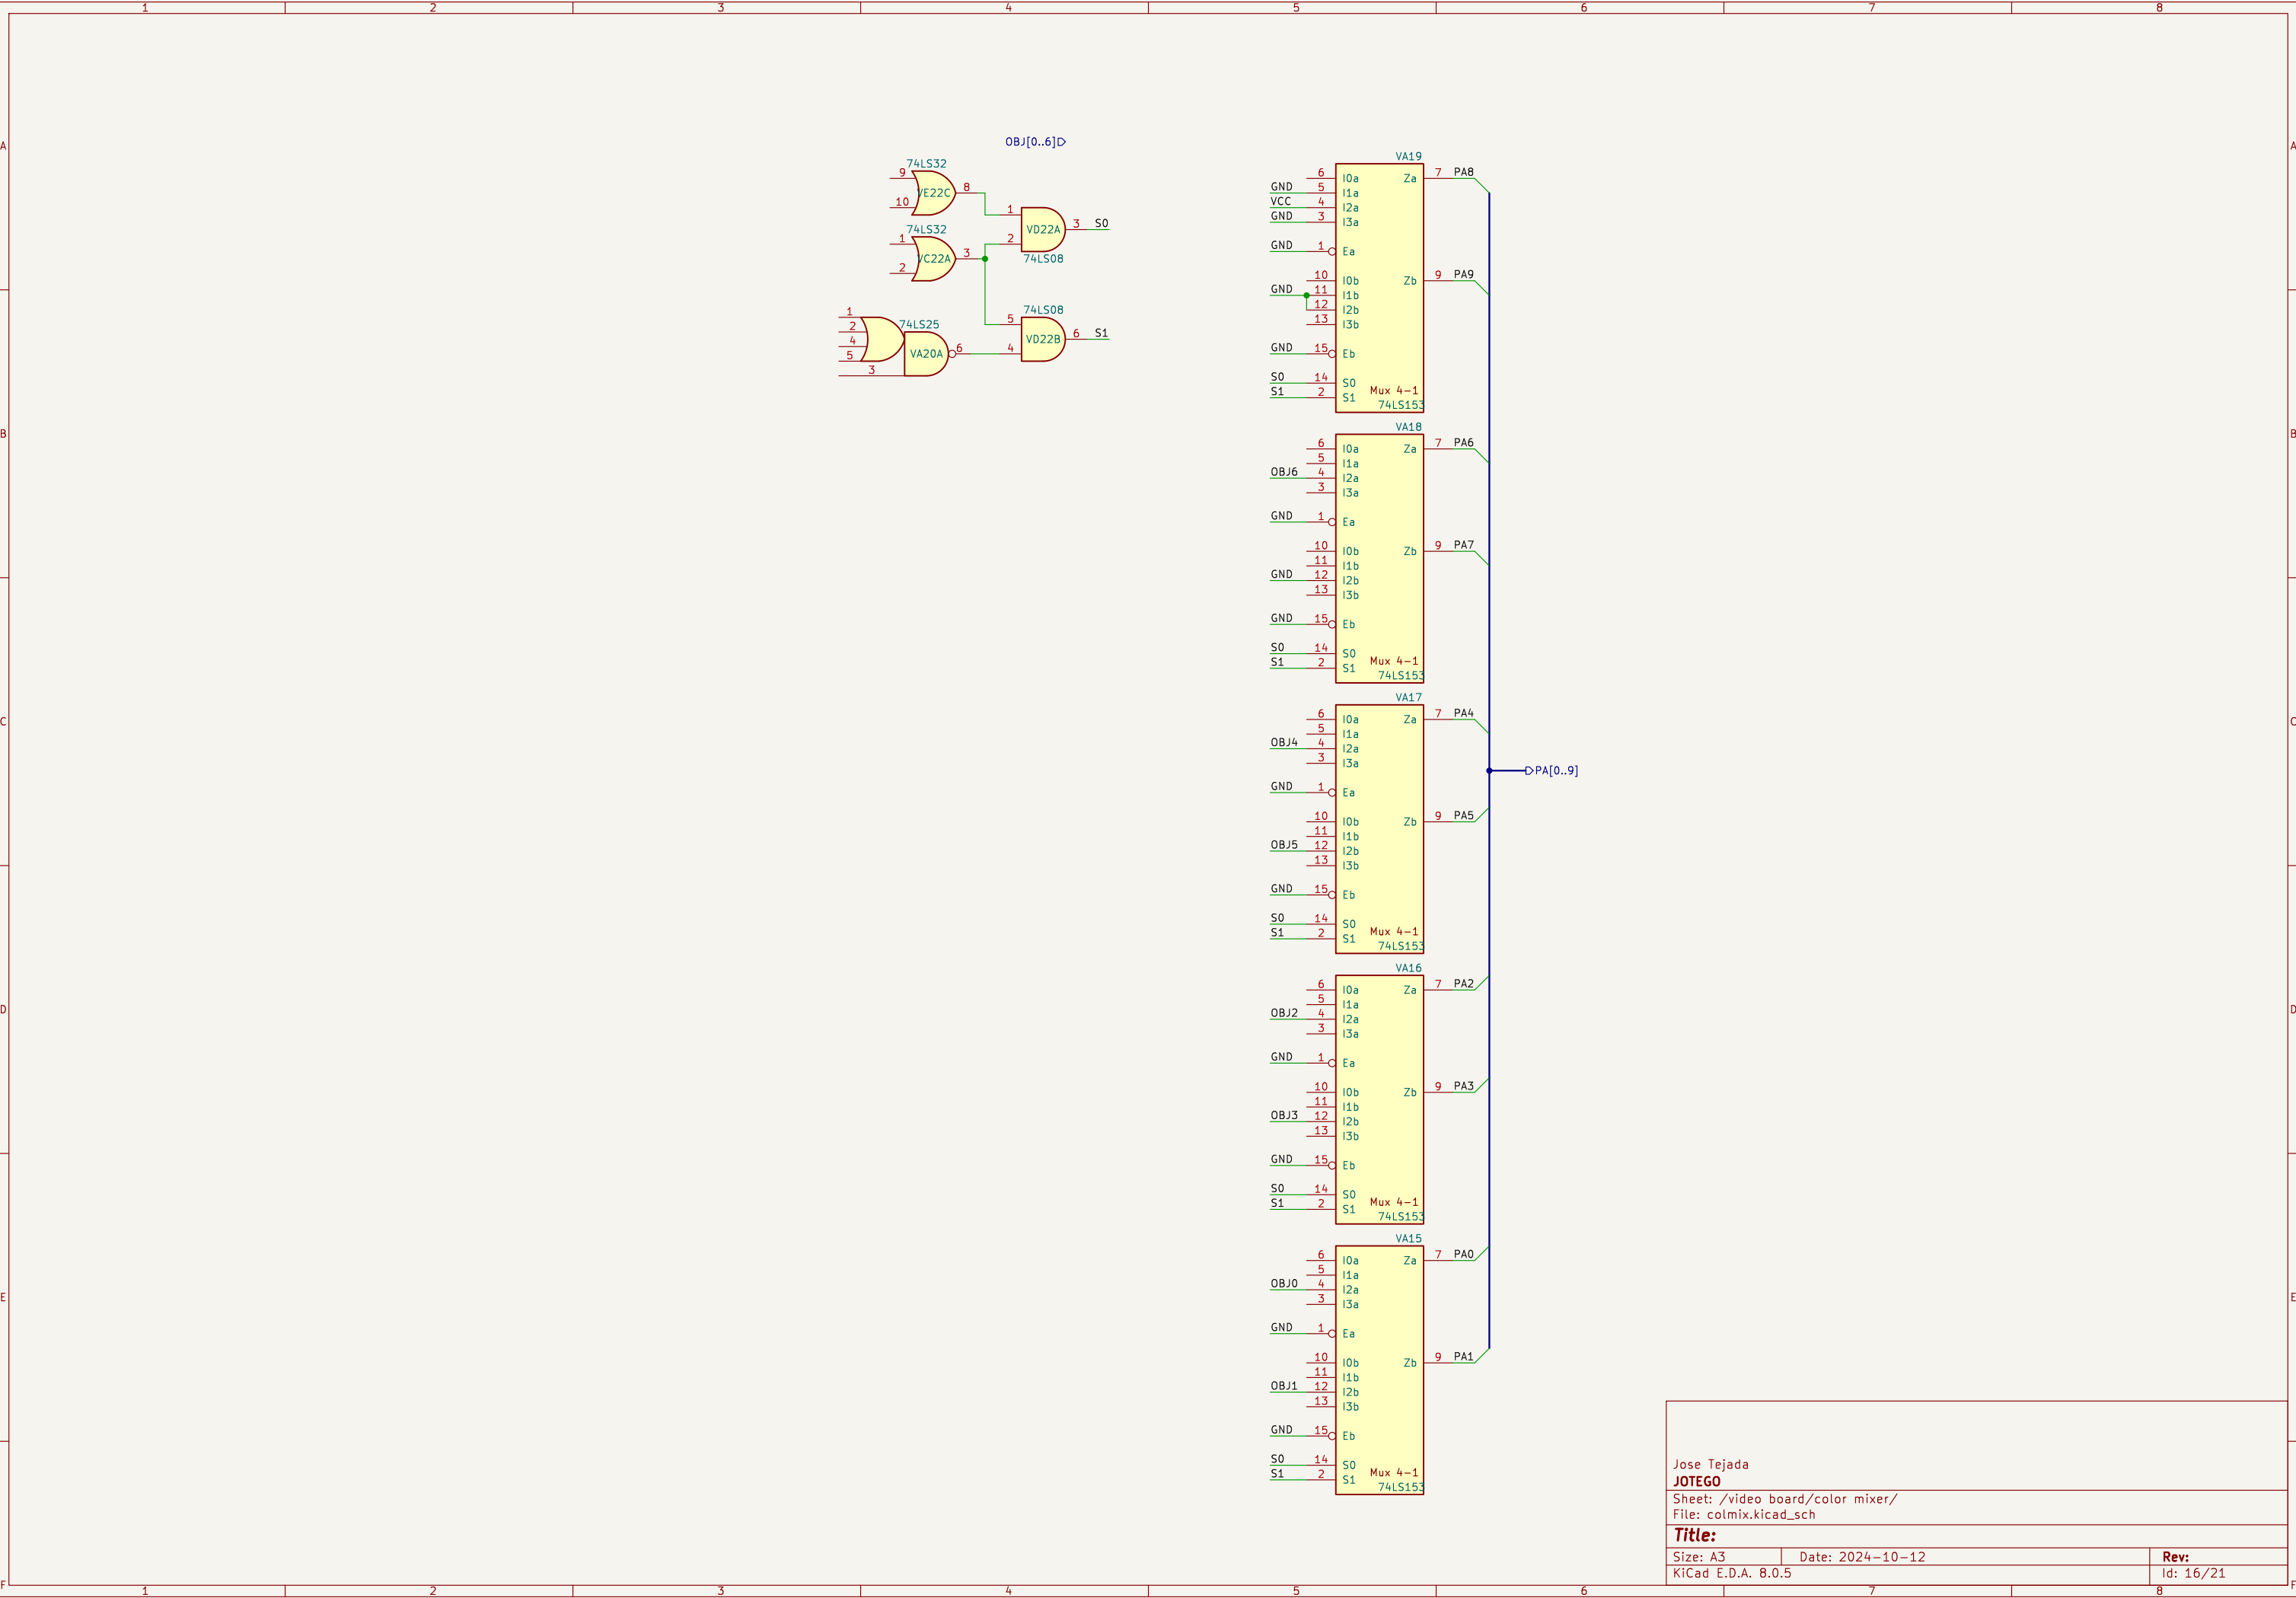 1 2 3 4 5 6 7 8
A A
B B
C C
D D
E E
F F
OBJ[0..6]
74LS32
9
10
VE22C
8
74LS32
1
2
VC22A
3
1
2
VD22A
3 S0
74LS08
74LS08
5
4
VD22B
6 S1
74LS25
1
2
4
5
3
VA20A
6
VA19
6 I0a Za 7 PA8
GND 5 I1a
VCC 4 I2a
GND 3 I3a
GND 1 Ea
10 I0b Zb 9 PA9
GND 11 I1b
12 I2b
13 I3b
GND 15 Eb
S0 14 S0
S1 2 S1
Mux 4-1
74LS153
VA18
6 I0a Za 7 PA6
5 I1a
OBJ6 4 I2a
3 I3a
GND 1 Ea
10 I0b Zb 9 PA7
11 I1b
GND 12 I2b
13 I3b
GND 15 Eb
S0 14 S0
S1 2 S1
Mux 4-1
74LS153
VA17
6 I0a Za 7 PA4
5 I1a
OBJ4 4 I2a
3 I3a
PA[0..9]
GND 1 Ea
10 I0b Zb 9 PA5
11 I1b
OBJ5 12 I2b
13 I3b
GND 15 Eb
S0 14 S0
S1 2 S1
Mux 4-1
74LS153
VA16
6 I0a Za 7 PA2
5 I1a
OBJ2 4 I2a
3 I3a
GND 1 Ea
10 I0b Zb 9 PA3
11 I1b
OBJ3 12 I2b
13 I3b
GND 15 Eb
S0 14 S0
S1 2 S1
Mux 4-1
74LS153
VA15
6 I0a Za 7 PA0
5 I1a
OBJ0 4 I2a
3 I3a
GND 1 Ea
10 I0b Zb 9 PA1
11 I1b
OBJ1 12 I2b
13 I3b
GND 15 Eb
S0 14 S0
S1 2 S1
Mux 4-1
74LS153
Jose Tejada
JOTEGO
Sheet: /video board/color mixer/
File: colmix.kicad_sch
Title:
Size: A3 Date: 2024-10-12 Rev:
KiCad E.D.A. 8.0.5 Id: 16/21
1 2 3 4 5 6 7 8